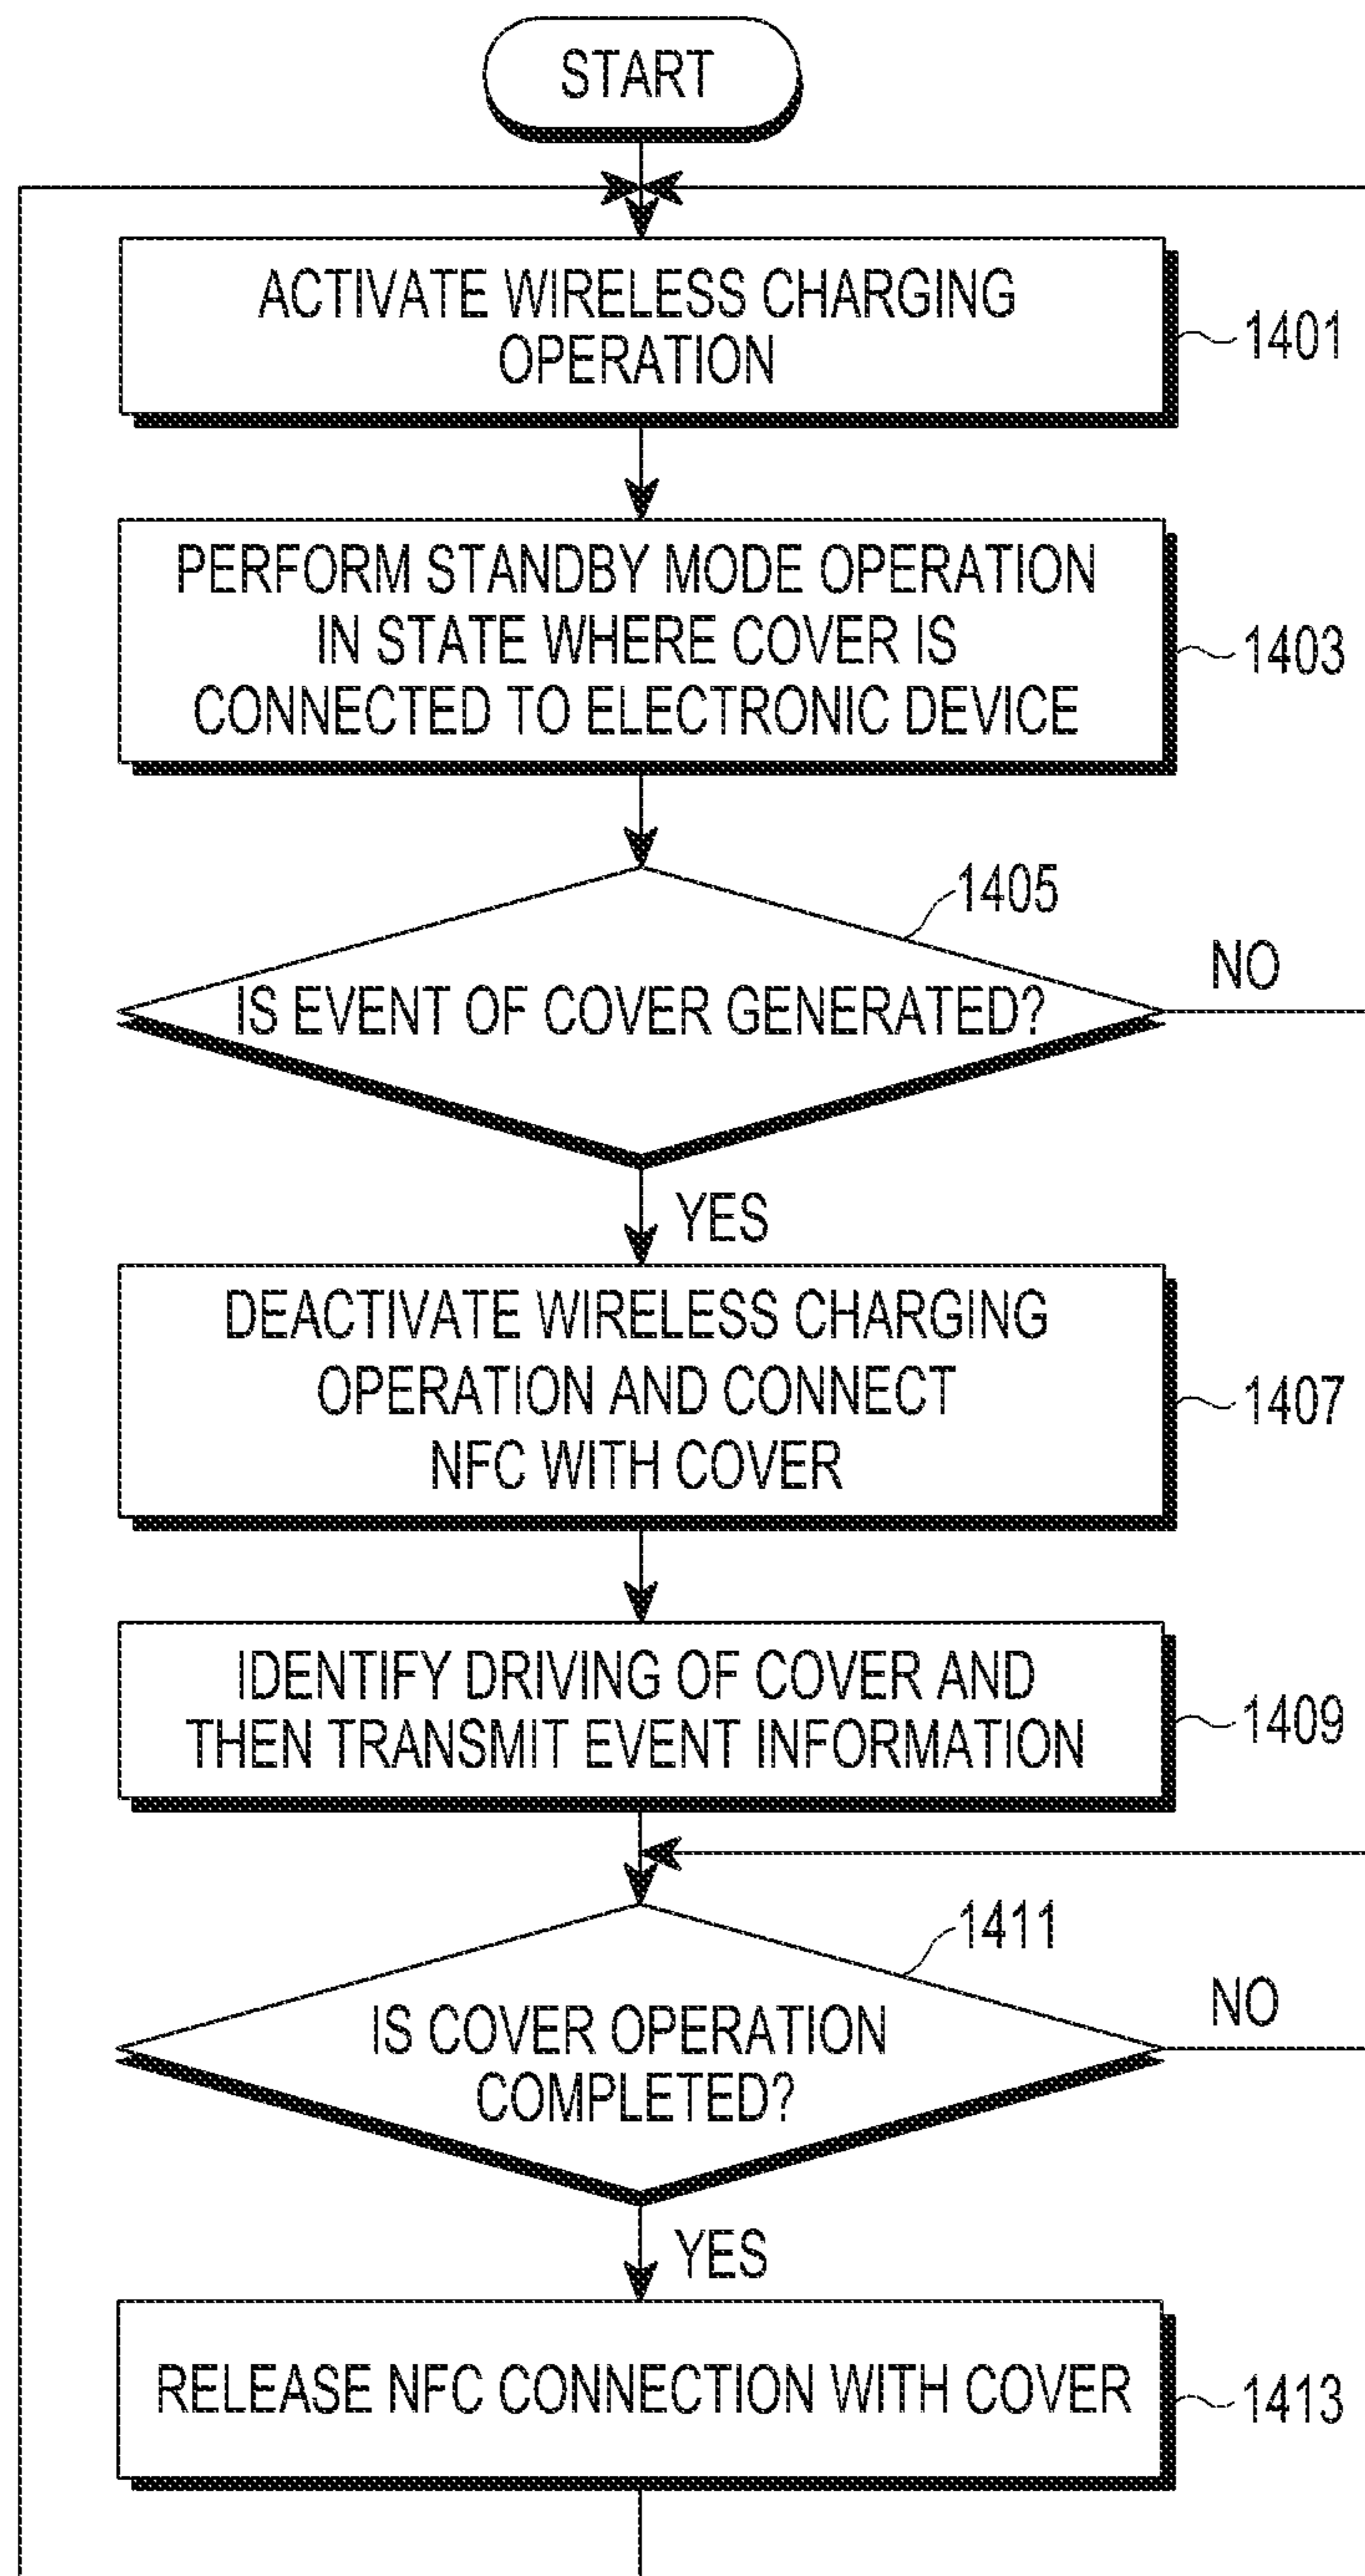 START
ACTIVATE WIRELESS CHARGING
OPERATION
1401
PERFORM STANDBY MODE OPERATION
IN STATE WHERE COVER IS
CONNECTED TO ELECTRONIC DEVICE
1403
1405
IS EVENT OF COVER GENERATED?
NO
YES
DEACTIVATE WIRELESS CHARGING
OPERATION AND CONNECT
NFC WITH COVER
1407
IDENTIFY DRIVING OF COVER AND
THEN TRANSMIT EVENT INFORMATION
1409
1411
IS COVER OPERATION
COMPLETED?
NO
YES
RELEASE NFC CONNECTION WITH COVER
1413